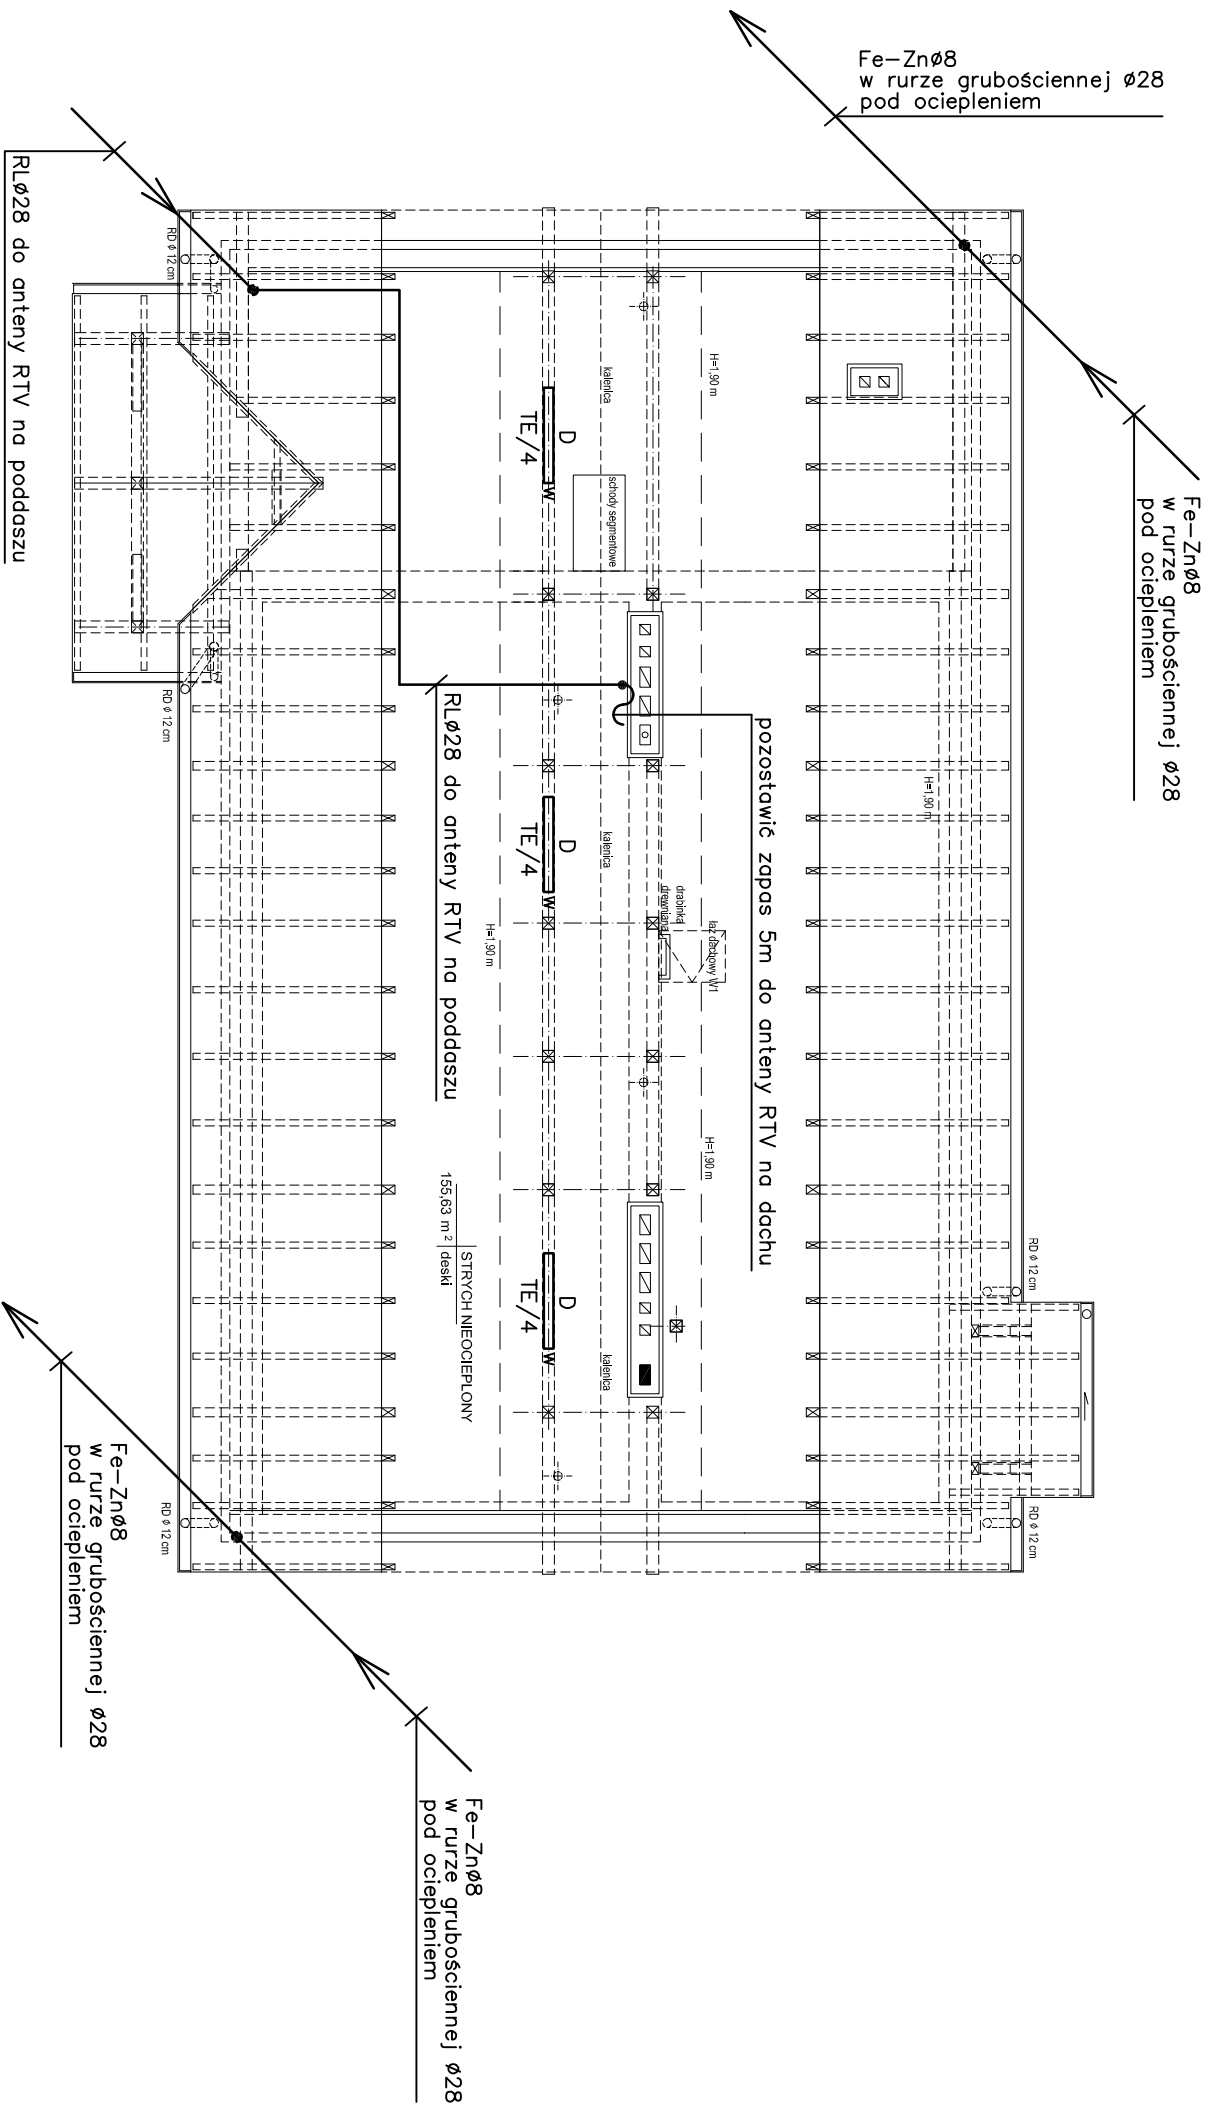 Fe-Znø8
w rurze grubościennej ø28
pod ociepleniem
Fe-Znø8
w rurze grubościennej ø28
pod ociepleniem
RLø28 do anteny RTV na poddaszu
RD ϕ 12 cm
H=1,90 m
kalenica
D
TE/4
w
schody segmentowe
RD ϕ 12 cm
RLø28 do anteny RTV na poddaszu
pozostawić zapas 5m do anteny RTV na dachu
H=1,90 m
kalenica
D
TE/4
w
drabinka
drewniana
właz dachowy W1
H=1,90 m
H=1,90 m
STRYCH NIEOCIEPLONY
155,63 m² deski
D
TE/4
w
kalenica
RD ϕ 12 cm
RD ϕ 12 cm
RD ϕ 12 cm
Fe-Znø8
w rurze grubościennej ø28
pod ociepleniem
Fe-Znø8
w rurze grubościennej ø28
pod ociepleniem